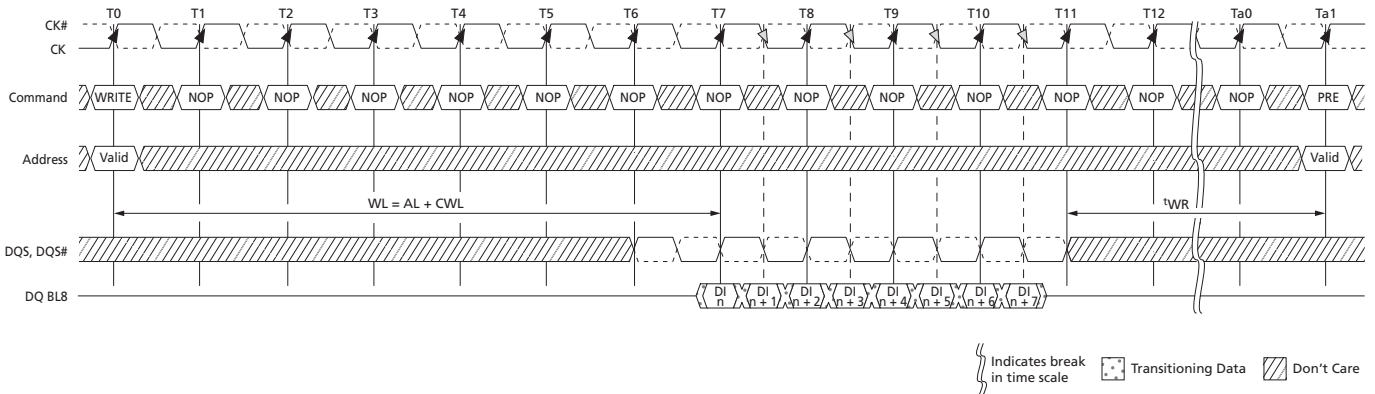 T0 T1 T2 T3 T4 T5 T6 T7 T8 T9 T10 T11 T12 Ta0 Ta1
CK#
CK
Command WRITE NOP NOP NOP NOP NOP NOP NOP NOP NOP NOP NOP NOP NOP PRE
Address Valid Valid
WL = AL + CWL tWR
DQS, DQS#
DQ BL8 DI n DI n + 1 DI n + 2 DI n + 3 DI n + 4 DI n + 5 DI n + 6 DI n + 7
Indicates break
in time scale
Transitioning Data
Don't Care